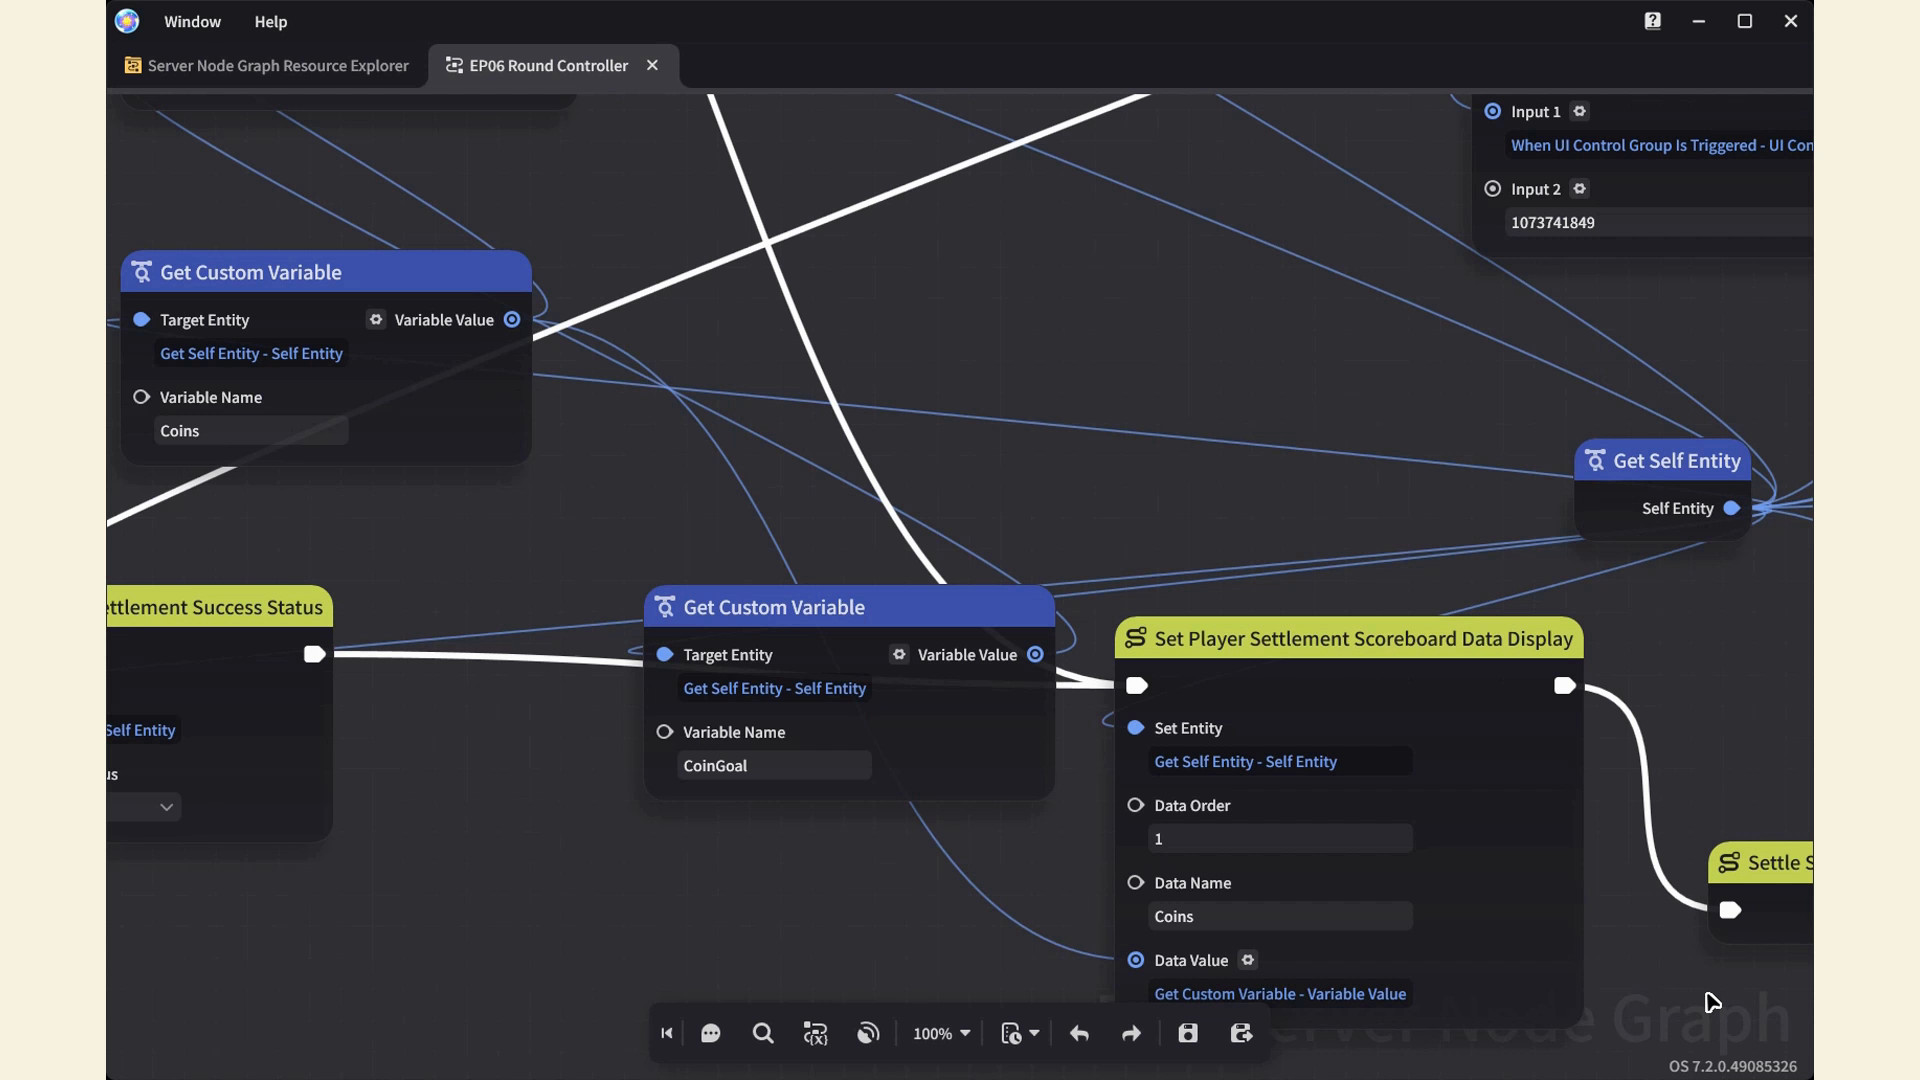 Window
Help
Server Node Graph Resource Explorer
EP06 Round Controller
Input 1
When UI Control Group Is Triggered - UI Con
Input 2
1073741849
Get Custom Variable
Target Entity
Variable Value
Get Self Entity - Self Entity
Variable Name
Coins
Get Self Entity
Self Entity
ettlement Success Status
Self Entity
us
Get Custom Variable
Target Entity
Variable Value
Get Self Entity - Self Entity
Variable Name
CoinGoal
Set Player Settlement Scoreboard Data Display
Set Entity
Get Self Entity - Self Entity
Data Order
1
Data Name
Coins
Data Value
Get Custom Variable - Variable Value
Settle S
100%
Server Node Graph
OS 7.2.0.49085326